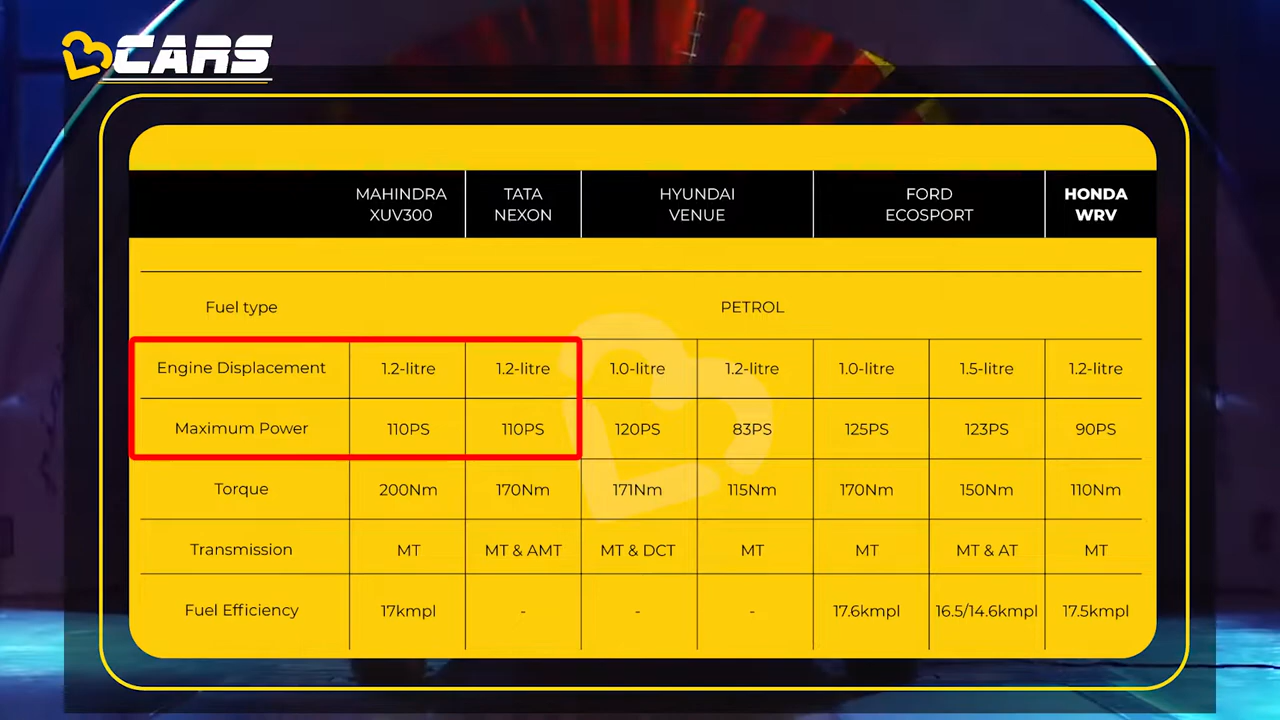 CARS
MAHINDRA XUV300 TATA NEXON HYUNDAI VENUE FORD ECOSPORT HONDA WRV
Fuel type PETROL
Engine Displacement 1.2-litre 1.2-litre 1.0-litre 1.2-litre 1.0-litre 1.5-litre 1.2-litre
Maximum Power 110PS 110PS 120PS 83PS 125PS 123PS 90PS
Torque 200Nm 170Nm 171Nm 115Nm 170Nm 150Nm 110Nm
Transmission MT MT & AMT MT & DCT MT MT MT & AT MT
Fuel Efficiency 17kmpl - - - 17.6kmpl 16.5/14.6kmpl 17.5kmpl